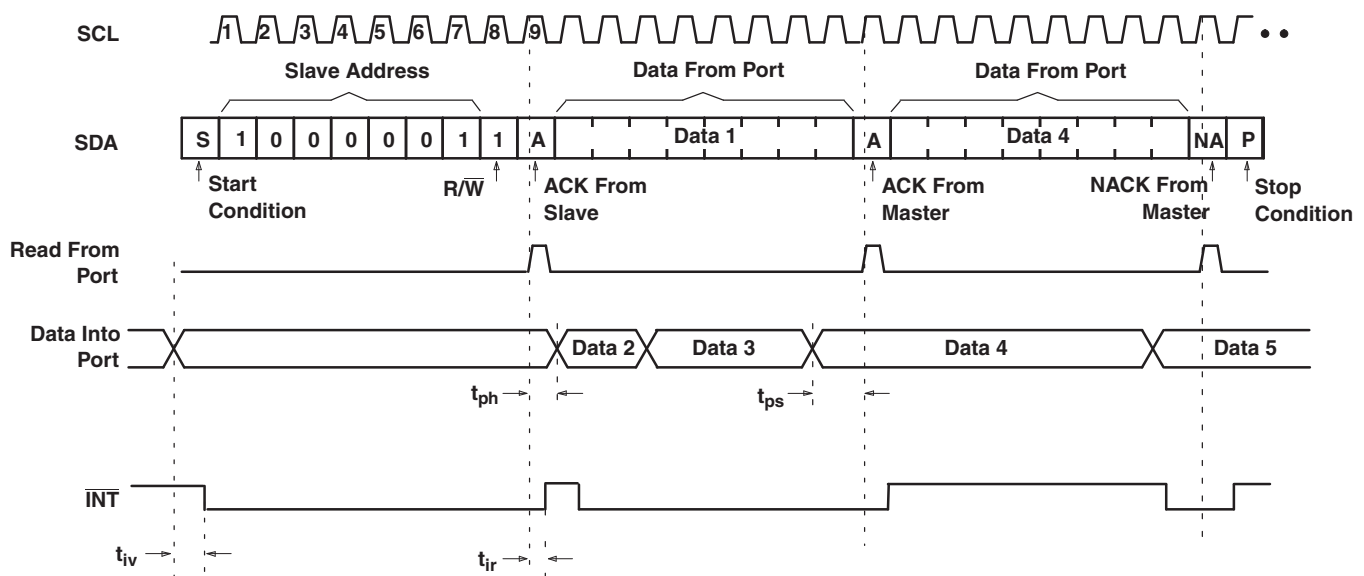 SCL
1 2 3 4 5 6 7 8 9
Slave Address
Data From Port
Data From Port
SDA
S 1 0 0 0 0 0 1 1 A Data 1 A Data 4 NA P
Start
Condition
R/W
ACK From
Slave
ACK From
Master
NACK From
Master
Stop
Condition
Read From
Port
Data Into
Port
Data 2 Data 3 Data 4 Data 5
tph
tps
INT
tiv
tir